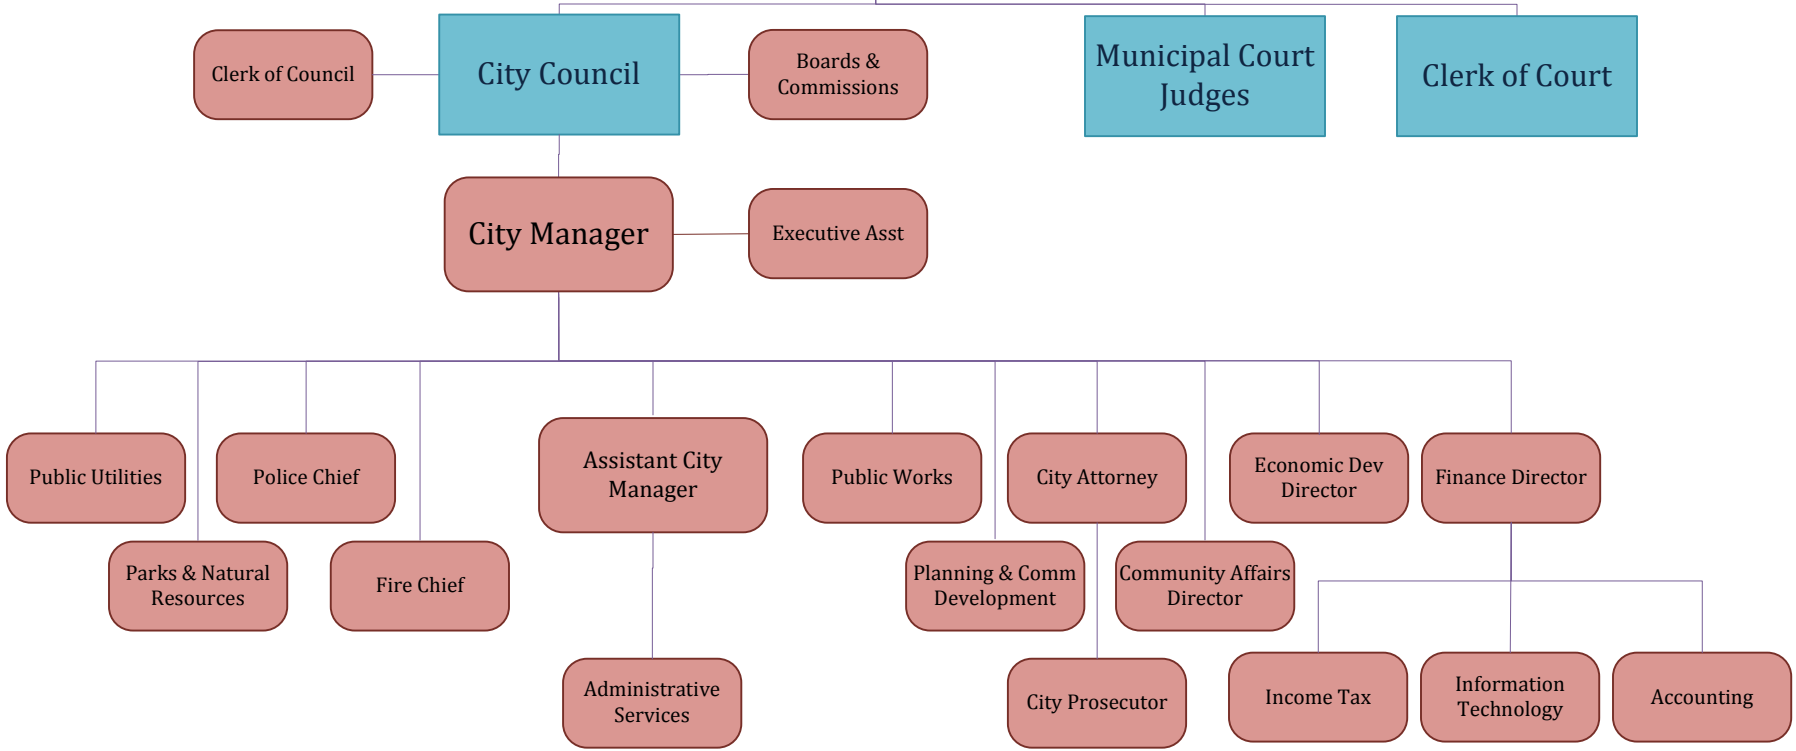 Clerk of Council
City Council
Boards &
Commissions
Municipal Court
Judges
Clerk of Court
City Manager
Executive Asst
Public Utilities
Police Chief
Assistant City
Manager
Public Works
City Attorney
Economic Dev
Director
Finance Director
Parks & Natural
Resources
Fire Chief
Planning & Comm
Development
Community Affairs
Director
Administrative
Services
City Prosecutor
Income Tax
Information
Technology
Accounting